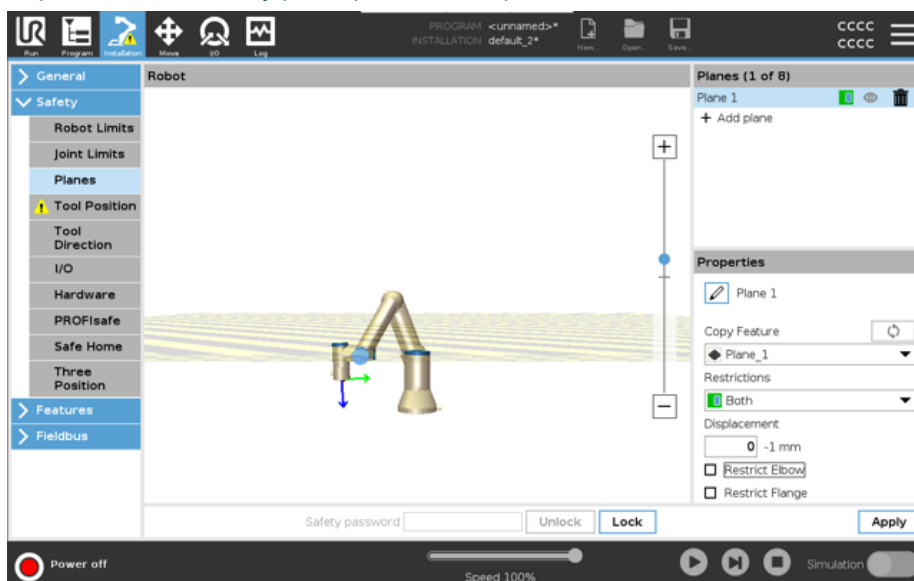 PROGRAM <unnamed>*
INSTALLATION default_2*
Run
Program
Installation
Move
I/O
Log
New...
Open...
Save...
CCCC
CCCC
General
Safety
Robot Limits
Joint Limits
Planes
Tool Position
Tool
Direction
I/O
Hardware
PROFIsafe
Safe Home
Three
Position
Features
Fieldbus
Robot
Planes (1 of 8)
Plane 1
+ Add plane
Properties
Plane 1
Copy Feature
Plane_1
Restrictions
Both
Displacement
0 -1 mm
Restrict Elbow
Restrict Flange
Safety password
Unlock
Lock
Apply
Power off
Speed 100%
Simulation